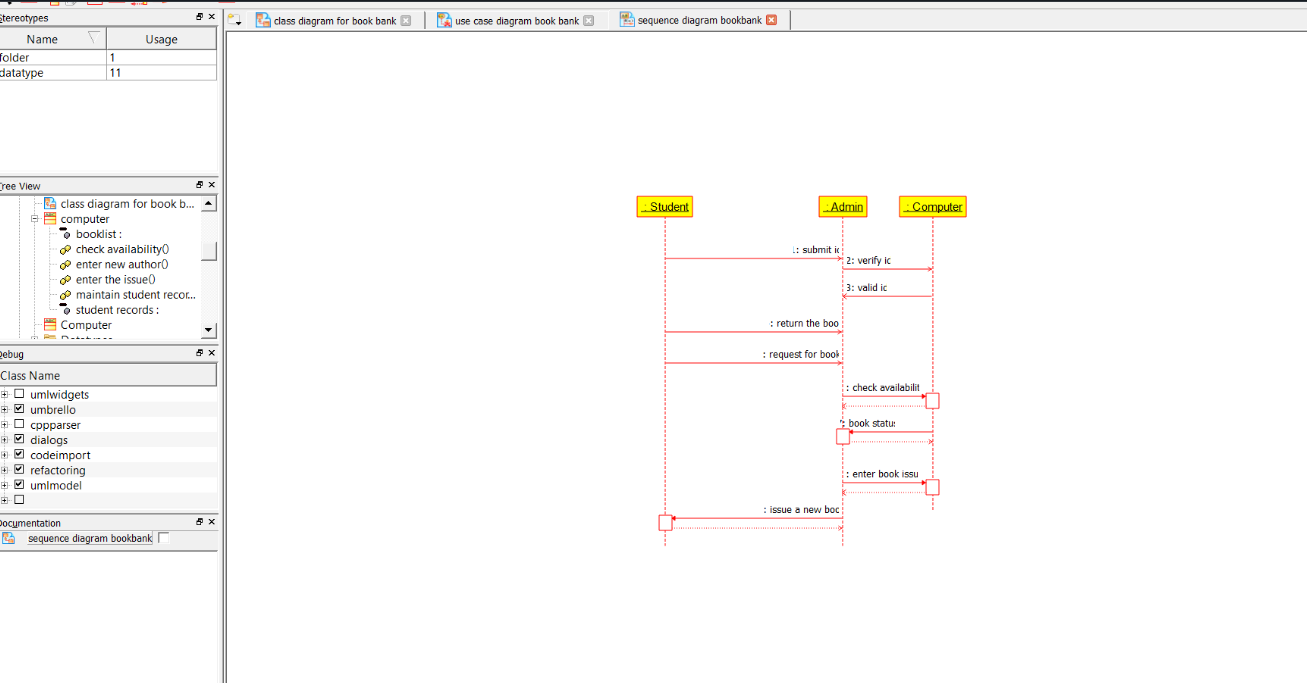 Stereotypes
Name Usage
folder 1
datatype 11
Tree View
class diagram for book b...
computer
booklist :
check availability()
enter new author()
enter the issue()
maintain student recor...
student records :
Computer
Debug
Class Name
umlwidgets
umbrello
cppparser
dialogs
codeimport
refactoring
umlmodel
Documentation
sequence diagram bookbank
class diagram for book bank
use case diagram book bank
sequence diagram bookbank
: Student
: Admin
: Computer
: submit ic
2: verify ic
3: valid ic
: return the boo
: request for book
: check availabilit
: book status
: enter book issu
: issue a new boo